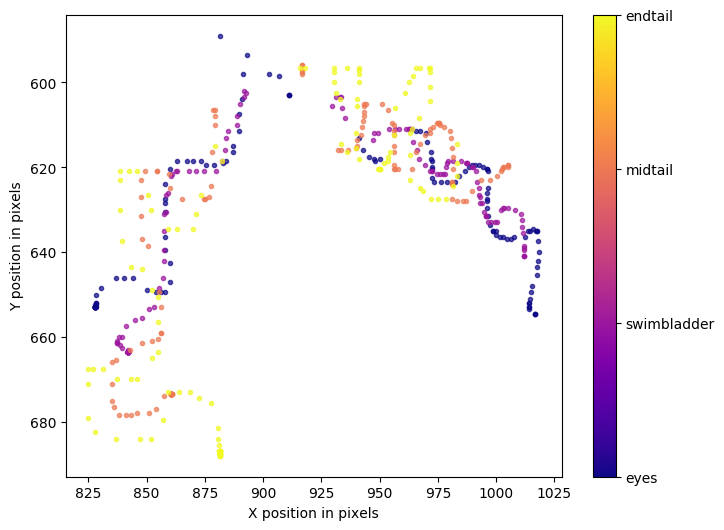 endtail
600
620
midtail
640
Y position in pixels
660
swimbladder
680
eyes
825 850 875 900 925 950 975 1000 1025
X position in pixels